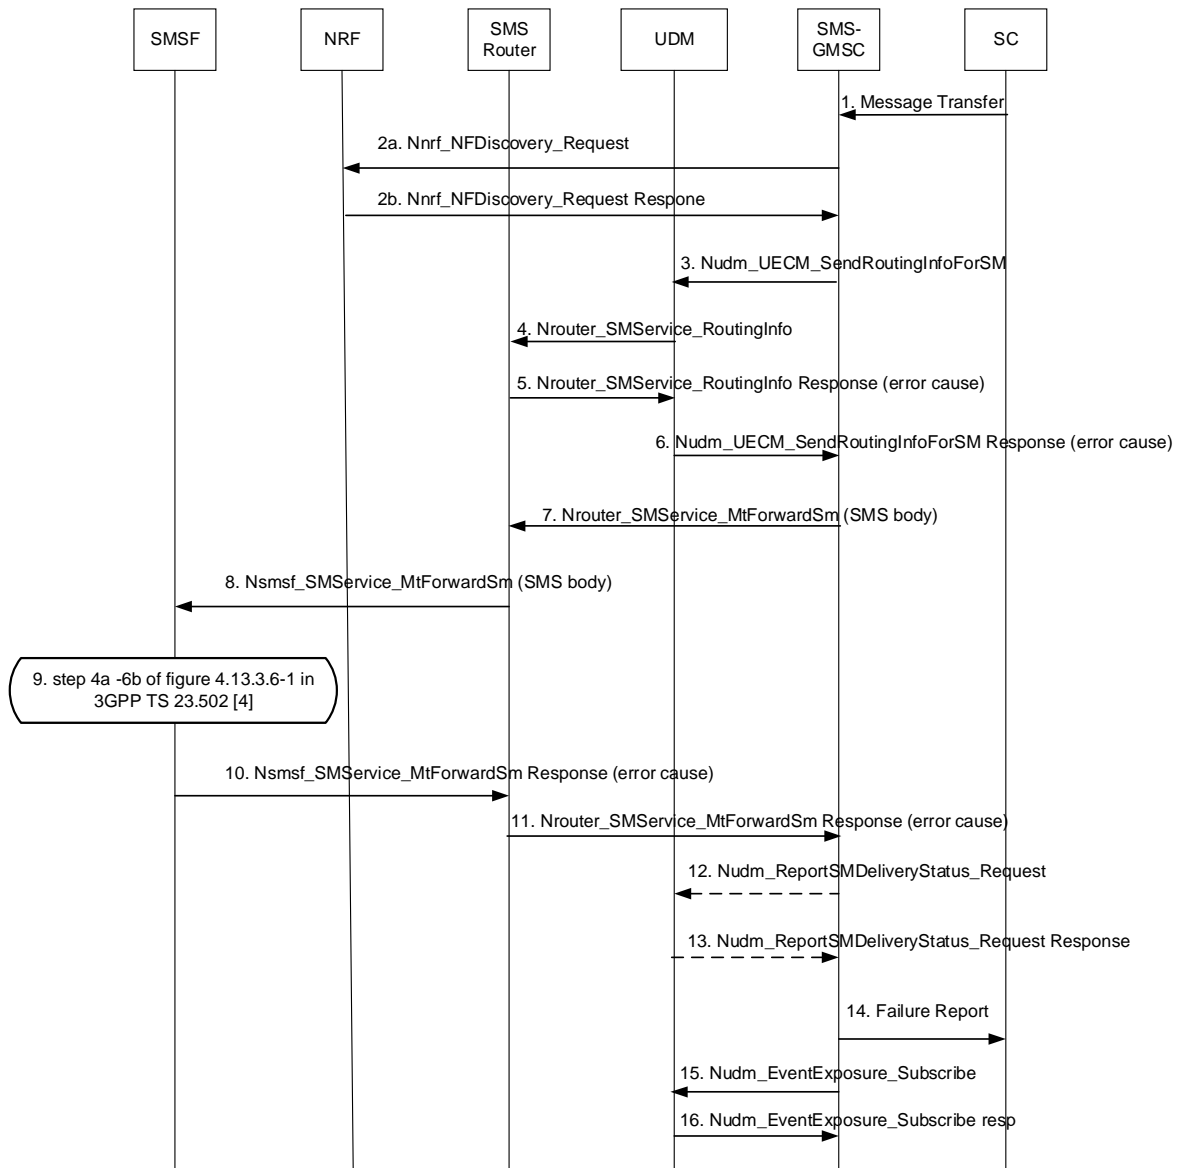 SMSF
NRF
SMS
Router
UDM
SMS-
GMSC
SC
1. Message Transfer
2a. Nnrf_NFDiscovery_Request
2b. Nnrf_NFDiscovery_Request Respone
3. Nudm_UECM_SendRoutingInfoForSM
4. Nrouter_SMService_RoutingInfo
5. Nrouter_SMService_RoutingInfo Response (error cause)
6. Nudm_UECM_SendRoutingInfoForSM Response (error cause)
7. Nrouter_SMService_MtForwardSm (SMS body)
8. Nsmsf_SMService_MtForwardSm (SMS body)
9. step 4a -6b of figure 4.13.3.6-1 in
3GPP TS 23.502 [4]
10. Nsmsf_SMService_MtForwardSm Response (error cause)
11. Nrouter_SMService_MtForwardSm Response (error cause)
12. Nudm_ReportSMDeliveryStatus_Request
13. Nudm_ReportSMDeliveryStatus_Request Response
14. Failure Report
15. Nudm_EventExposure_Subscribe
16. Nudm_EventExposure_Subscribe resp